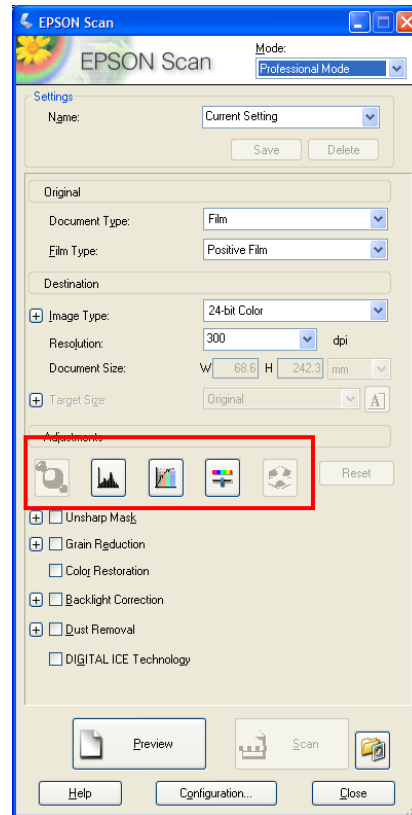 EPSON Scan
EPSON Scan
Mode:
Professional Mode
Settings
Name:
Current Setting
Save
Delete
Original
Document Type:
Film
Film Type:
Positive Film
Destination
Image Type:
24-bit Color
Resolution:
300
dpi
Document Size:
W 68.6 H 242.3 mm
Target Size:
Original
A
Adjustments
Reset
Unsharp Mask
Grain Reduction
Color Restoration
Backlight Correction
Dust Removal
DIGITAL ICE Technology
Preview
Scan
Help
Configuration...
Close